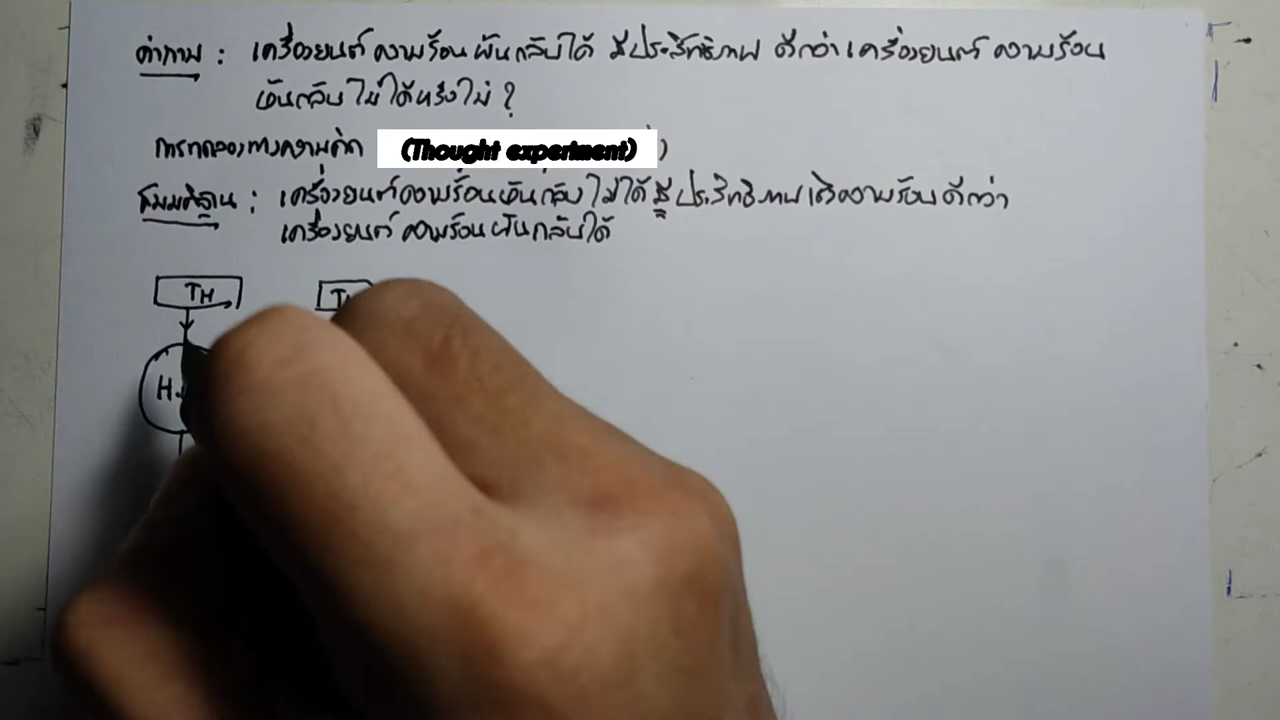 คำถาม : เครื่องยนต์ความร้อนผันกลับได้ มีประสิทธิภาพ ดีกว่าเครื่องยนต์ความร้อน
ผันกลับไม่ได้หรือไม่ ?
การทดลองทางความคิด (Thought experiment) )
สมมติฐาน : เครื่องยนต์ความร้อนผันกลับไม่ได้ มีประสิทธิภาพเชิงความร้อนดีกว่า
เครื่องยนต์ความร้อนผันกลับได้
TH